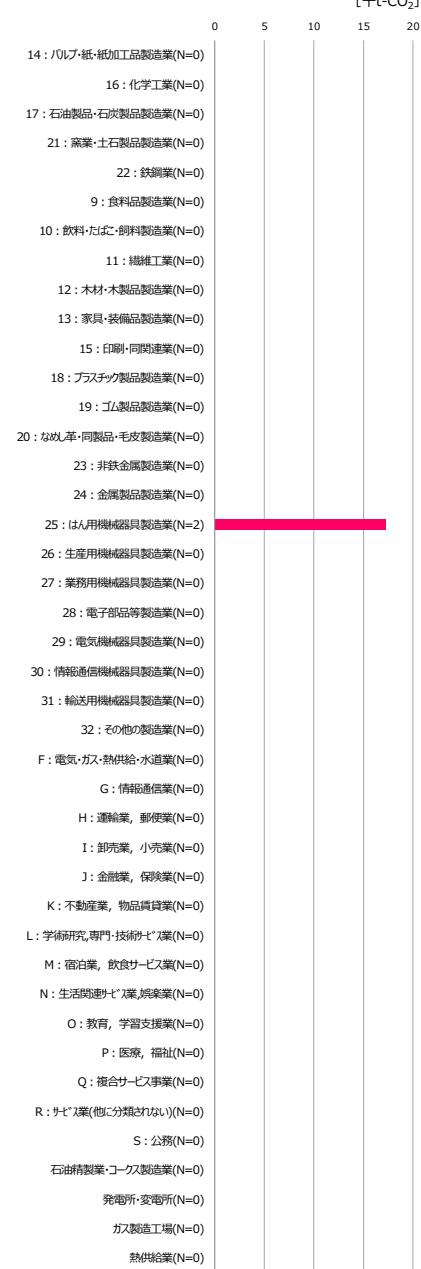 [千t-CO₂]
0 5 10 15 20
14：パルプ・紙・紙加工品製造業(N=0)
16：化学工業(N=0)
17：石油製品・石炭製品製造業(N=0)
21：窯業・土石製品製造業(N=0)
22：鉄鋼業(N=0)
9：食料品製造業(N=0)
10：飲料・たばこ・飼料製造業(N=0)
11：繊維工業(N=0)
12：木材・木製品製造業(N=0)
13：家具・装備品製造業(N=0)
15：印刷・同関連業(N=0)
18：プラスチック製品製造業(N=0)
19：ゴム製品製造業(N=0)
20：なめし革・同製品・毛皮製造業(N=0)
23：非鉄金属製造業(N=0)
24：金属製品製造業(N=0)
25：はん用機械器具製造業(N=2)
26：生産用機械器具製造業(N=0)
27：業務用機械器具製造業(N=0)
28：電子部品等製造業(N=0)
29：電気機械器具製造業(N=0)
30：情報通信機械器具製造業(N=0)
31：輸送用機械器具製造業(N=0)
32：その他の製造業(N=0)
F：電気・ガス・熱供給・水道業(N=0)
G：情報通信業(N=0)
H：運輸業，郵便業(N=0)
I：卸売業，小売業(N=0)
J：金融業，保険業(N=0)
K：不動産業，物品賃貸業(N=0)
L：学術研究,専門・技術ｻｰﾋﾞｽ業(N=0)
M：宿泊業，飲食サービス業(N=0)
N：生活関連ｻｰﾋﾞｽ業,娯楽業(N=0)
O：教育，学習支援業(N=0)
P：医療，福祉(N=0)
Q：複合サービス事業(N=0)
R：ｻｰﾋﾞｽ業(他に分類されない)(N=0)
S：公務(N=0)
石油精製業・コークス製造業(N=0)
発電所・変電所(N=0)
ガス製造工場(N=0)
熱供給業(N=0)